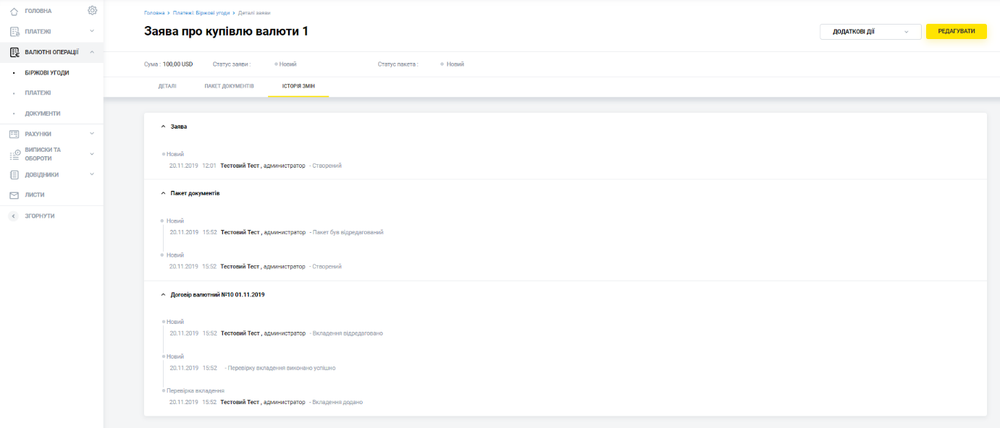 ГОЛОВНА
ПЛАТЕЖІ
ВАЛЮТНІ ОПЕРАЦІЇ
БІРЖОВІ УГОДИ
ПЛАТЕЖІ
ДОКУМЕНТИ
РАХУНКИ
ВИПИСКИ ТА
ОБОРОТИ
ДОВІДНИКИ
ЛИСТИ
ЗГОРНУТИ
Головна > Платежі: Біржові угоди > Деталі заяви
Заява про купівлю валюти 1
ДОДАТКОВІ ДІЇ
РЕДАГУВАТИ
Сума : 100,00 USD Статус заяви : Новий Статус пакета : Новий
ДЕТАЛІ ПАКЕТ ДОКУМЕНТІВ ІСТОРІЯ ЗМІН
Заява
Новий
20.11.2019 12:01 Тестовий Тест , администратор - Створений
Пакет документів
Новий
20.11.2019 15:52 Тестовий Тест , администратор - Пакет був відредагований
Новий
20.11.2019 15:52 Тестовий Тест , администратор - Створений
Договір валютний №10 01.11.2019
Новий
20.11.2019 15:52 Тестовий Тест , администратор - Вкладення відредаговано
Новий
20.11.2019 15:52 - Перевірку вкладення виконано успішно
Перевірка вкладення
20.11.2019 15:52 Тестовий Тест , администратор - Вкладення додано